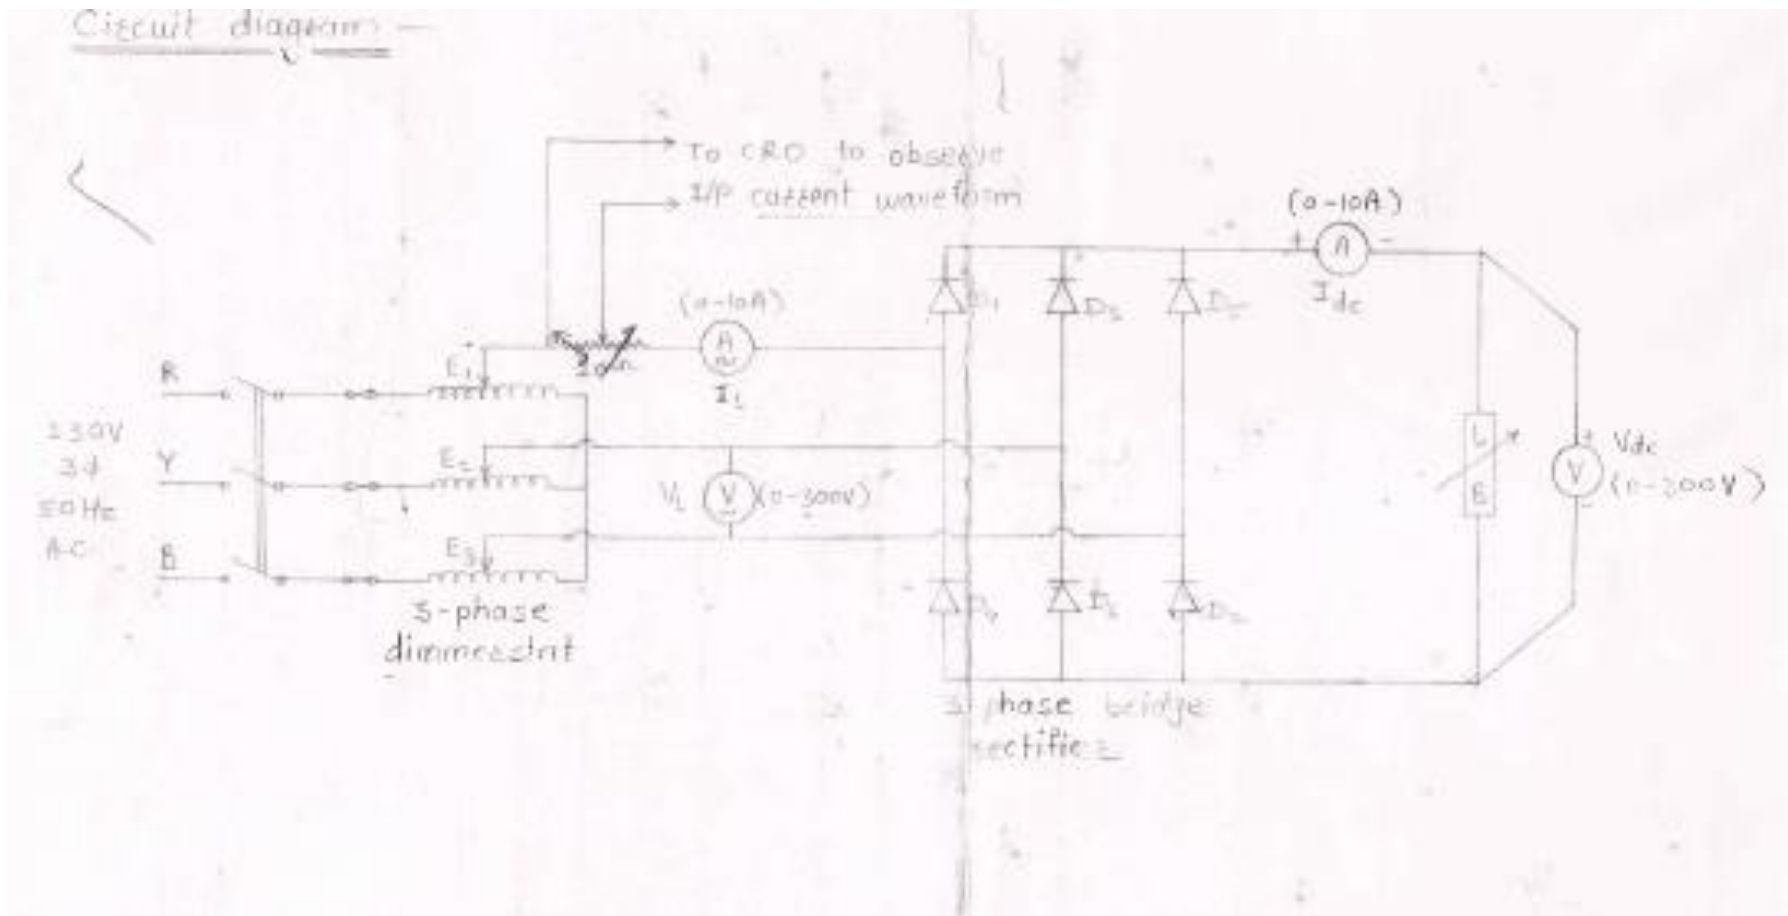 Circuit diagram :-
To CRO to observe
I/P current waveform
(0-10A)
+ A -
Idc
(0-10A)
A
I1
D1
D3
D5
R
E1
230V
3ϕ
50Hz
A.C.
Y
E2
VL V (0-300V)
B
E3
L
B
+
V
Vdc
(0-300V)
D4
D6
D2
3-phase
dimmerstat
3 phase bridge
rectifier